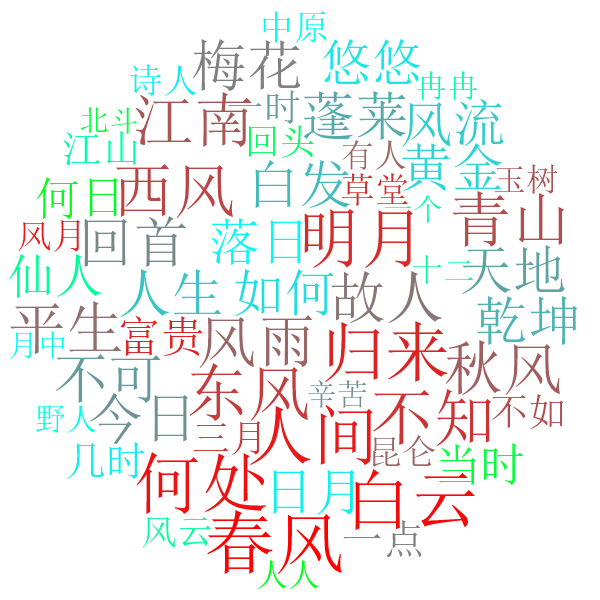 中原
梅花 悠悠
诗人 冉冉
江南 一时 蓬莱 风流
北斗 回头
江山 有人 黄金
西风 白发 草堂 玉树
何日 个 青山
风月 回首 落日 明月
仙人 十二 天地
人生 如何 故人 乾坤
平生 富贵 风雨 归来 秋风
月中 不可 东风 辛苦
今日 人间 不知 不如
野人 三月 昆仑
几时 何处 日月 白云 当时
风云 春风 一点
人人